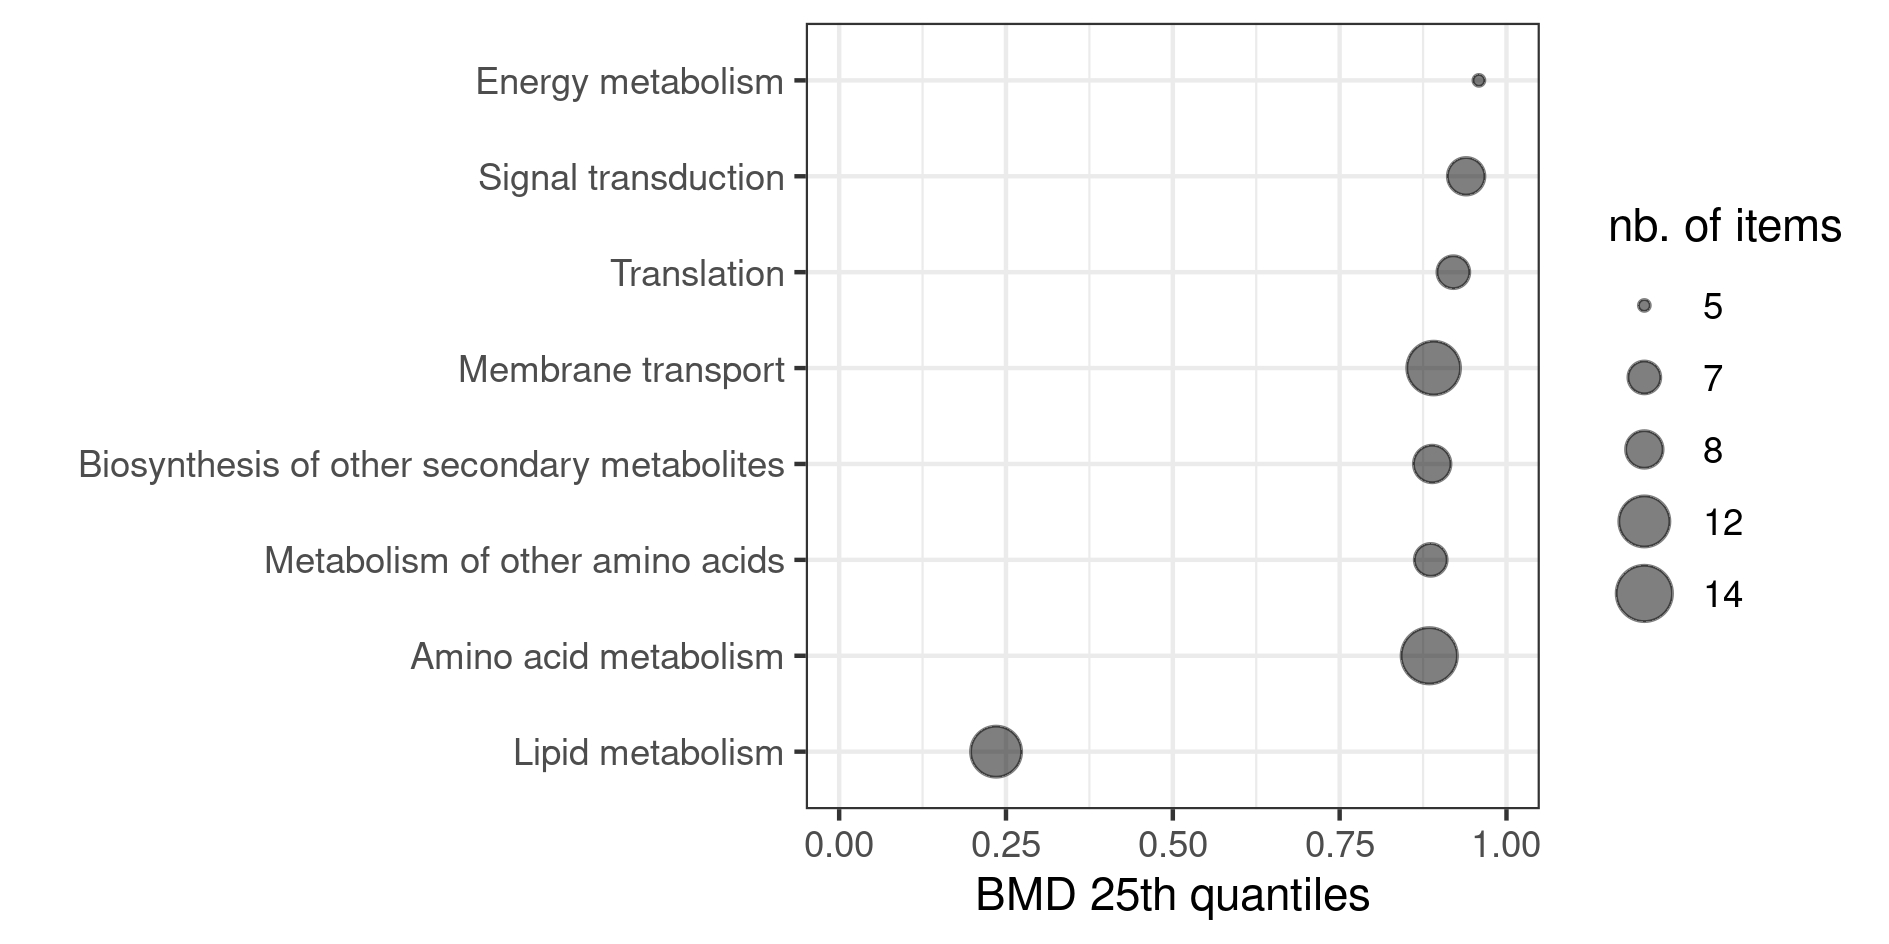 Energy metabolism
Signal transduction
Translation
Membrane transport
Biosynthesis of other secondary metabolites
Metabolism of other amino acids
Amino acid metabolism
Lipid metabolism
0.00 0.25 0.50 0.75 1.00
BMD 25th quantiles
nb. of items
5
7
8
12
14